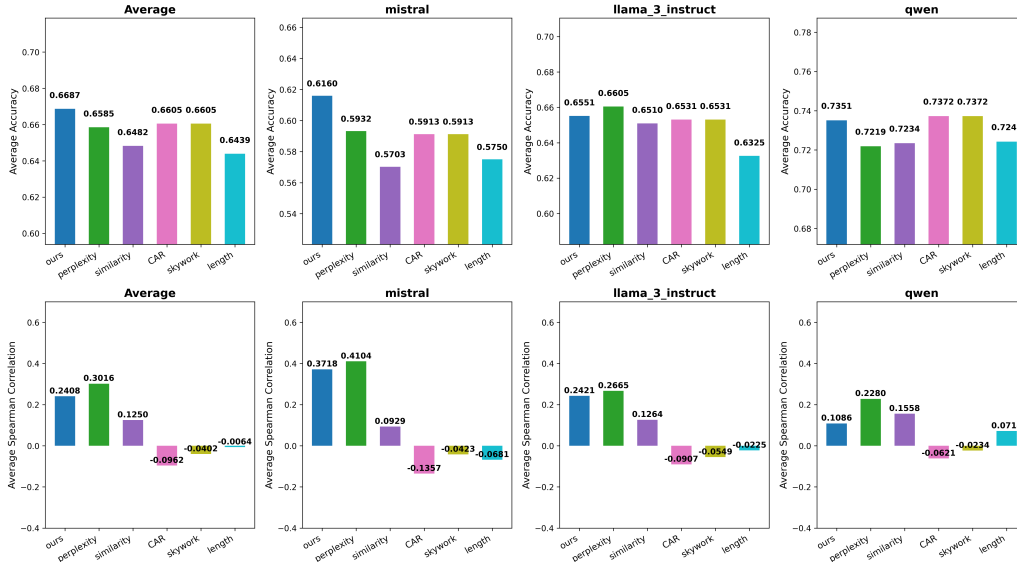 Average
Average Accuracy
0.70
0.68
0.66
0.64
0.62
0.60
0.6687
0.6585
0.6482
0.6605
0.6605
0.6439
ours
perplexity
similarity
CAR
skywork
length
mistral
Average Accuracy
0.66
0.64
0.62
0.60
0.58
0.56
0.54
0.6160
0.5932
0.5703
0.5913
0.5913
0.5750
ours
perplexity
similarity
CAR
skywork
length
llama_3_instruct
Average Accuracy
0.70
0.68
0.66
0.64
0.62
0.60
0.6551
0.6605
0.6510
0.6531
0.6531
0.6325
ours
perplexity
similarity
CAR
skywork
length
qwen
Average Accuracy
0.78
0.76
0.74
0.72
0.70
0.68
0.7351
0.7219
0.7234
0.7372
0.7372
0.724
ours
perplexity
similarity
CAR
skywork
length
Average
Average Spearman Correlation
0.6
0.4
0.2
0.0
−0.2
−0.4
0.2408
0.3016
0.1250
-0.0962
-0.0402
-0.0064
ours
perplexity
similarity
CAR
skywork
length
mistral
Average Spearman Correlation
0.6
0.4
0.2
0.0
−0.2
−0.4
0.3718
0.4104
0.0929
-0.1357
-0.0423
-0.0681
ours
perplexity
similarity
CAR
skywork
length
llama_3_instruct
Average Spearman Correlation
0.6
0.4
0.2
0.0
−0.2
−0.4
0.2421
0.2665
0.1264
-0.0907
-0.0549
-0.0225
ours
perplexity
similarity
CAR
skywork
length
qwen
Average Spearman Correlation
0.6
0.4
0.2
0.0
−0.2
−0.4
0.1086
0.2280
0.1558
-0.0621
-0.0234
0.071
ours
perplexity
similarity
CAR
skywork
length